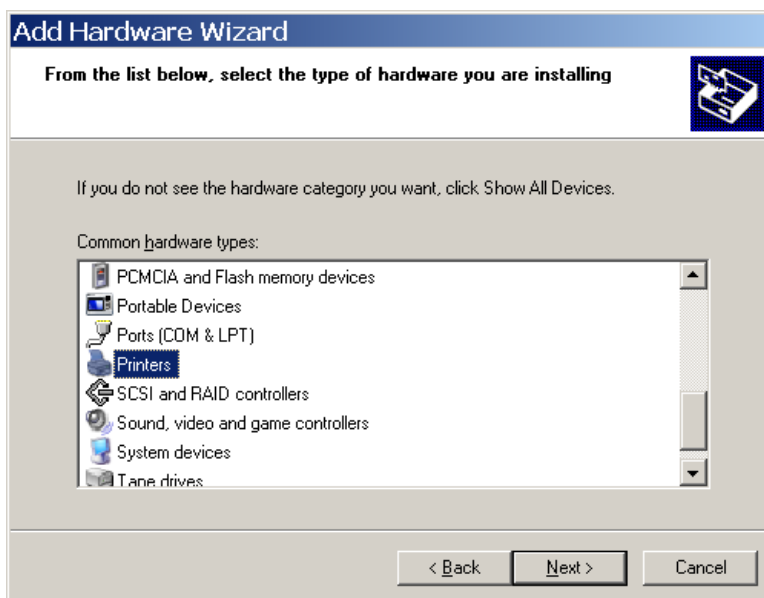 Add Hardware Wizard
From the list below, select the type of hardware you are installing
If you do not see the hardware category you want, click Show All Devices.
Common hardware types:
PCMCIA and Flash memory devices
Portable Devices
Ports (COM & LPT)
Printers
SCSI and RAID controllers
Sound, video and game controllers
System devices
Tape drives
< Back Next > Cancel